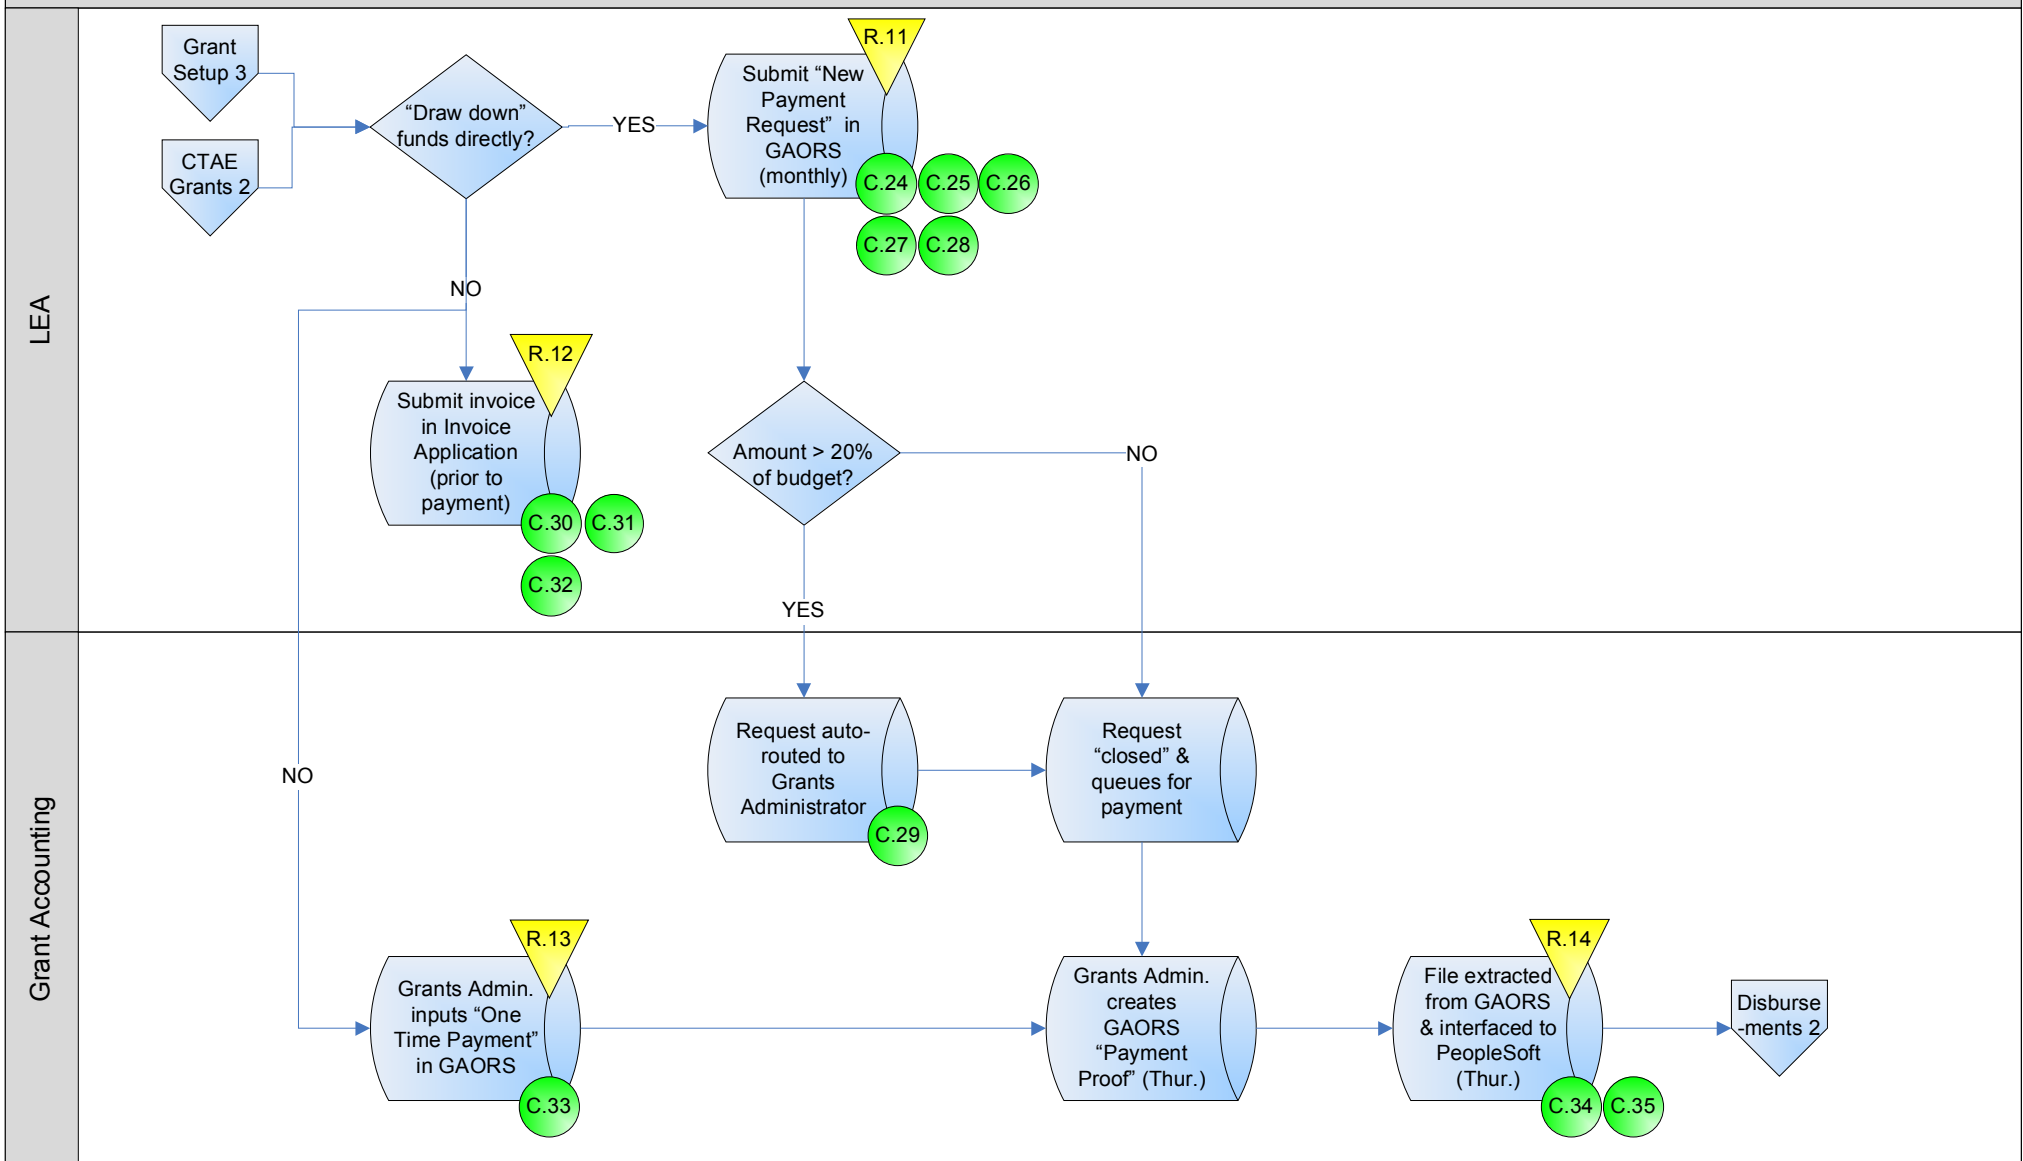 LEA
Grant
Setup 3
CTAE
Grants 2
“Draw down”
funds directly?
YES
R.11
Submit “New
Payment
Request” in
GAORS
(monthly)
C.24 C.25 C.26
C.27 C.28
NO
R.12
Submit invoice
in Invoice
Application
(prior to
payment)
C.30 C.31
C.32
Amount > 20%
of budget?
NO
YES
Grant Accounting
NO
Request auto-
routed to
Grants
Administrator
C.29
Request
“closed” &
queues for
payment
R.13
Grants Admin.
inputs “One
Time Payment”
in GAORS
C.33
Grants Admin.
creates
GAORS
“Payment
Proof” (Thur.)
R.14
File extracted
from GAORS
& interfaced to
PeopleSoft
(Thur.)
C.34 C.35
Disburse
-ments 2